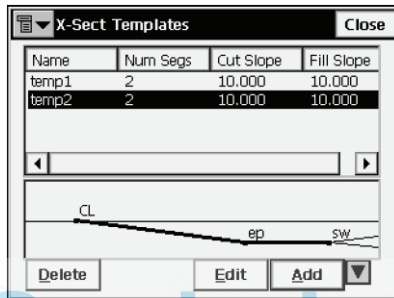 X-Sect Templates Close
Name Num Segs Cut Slope Fill Slope
temp1 2 10.000 10.000
temp2 2 10.000 10.000
CL
ep sw
Delete Edit Add